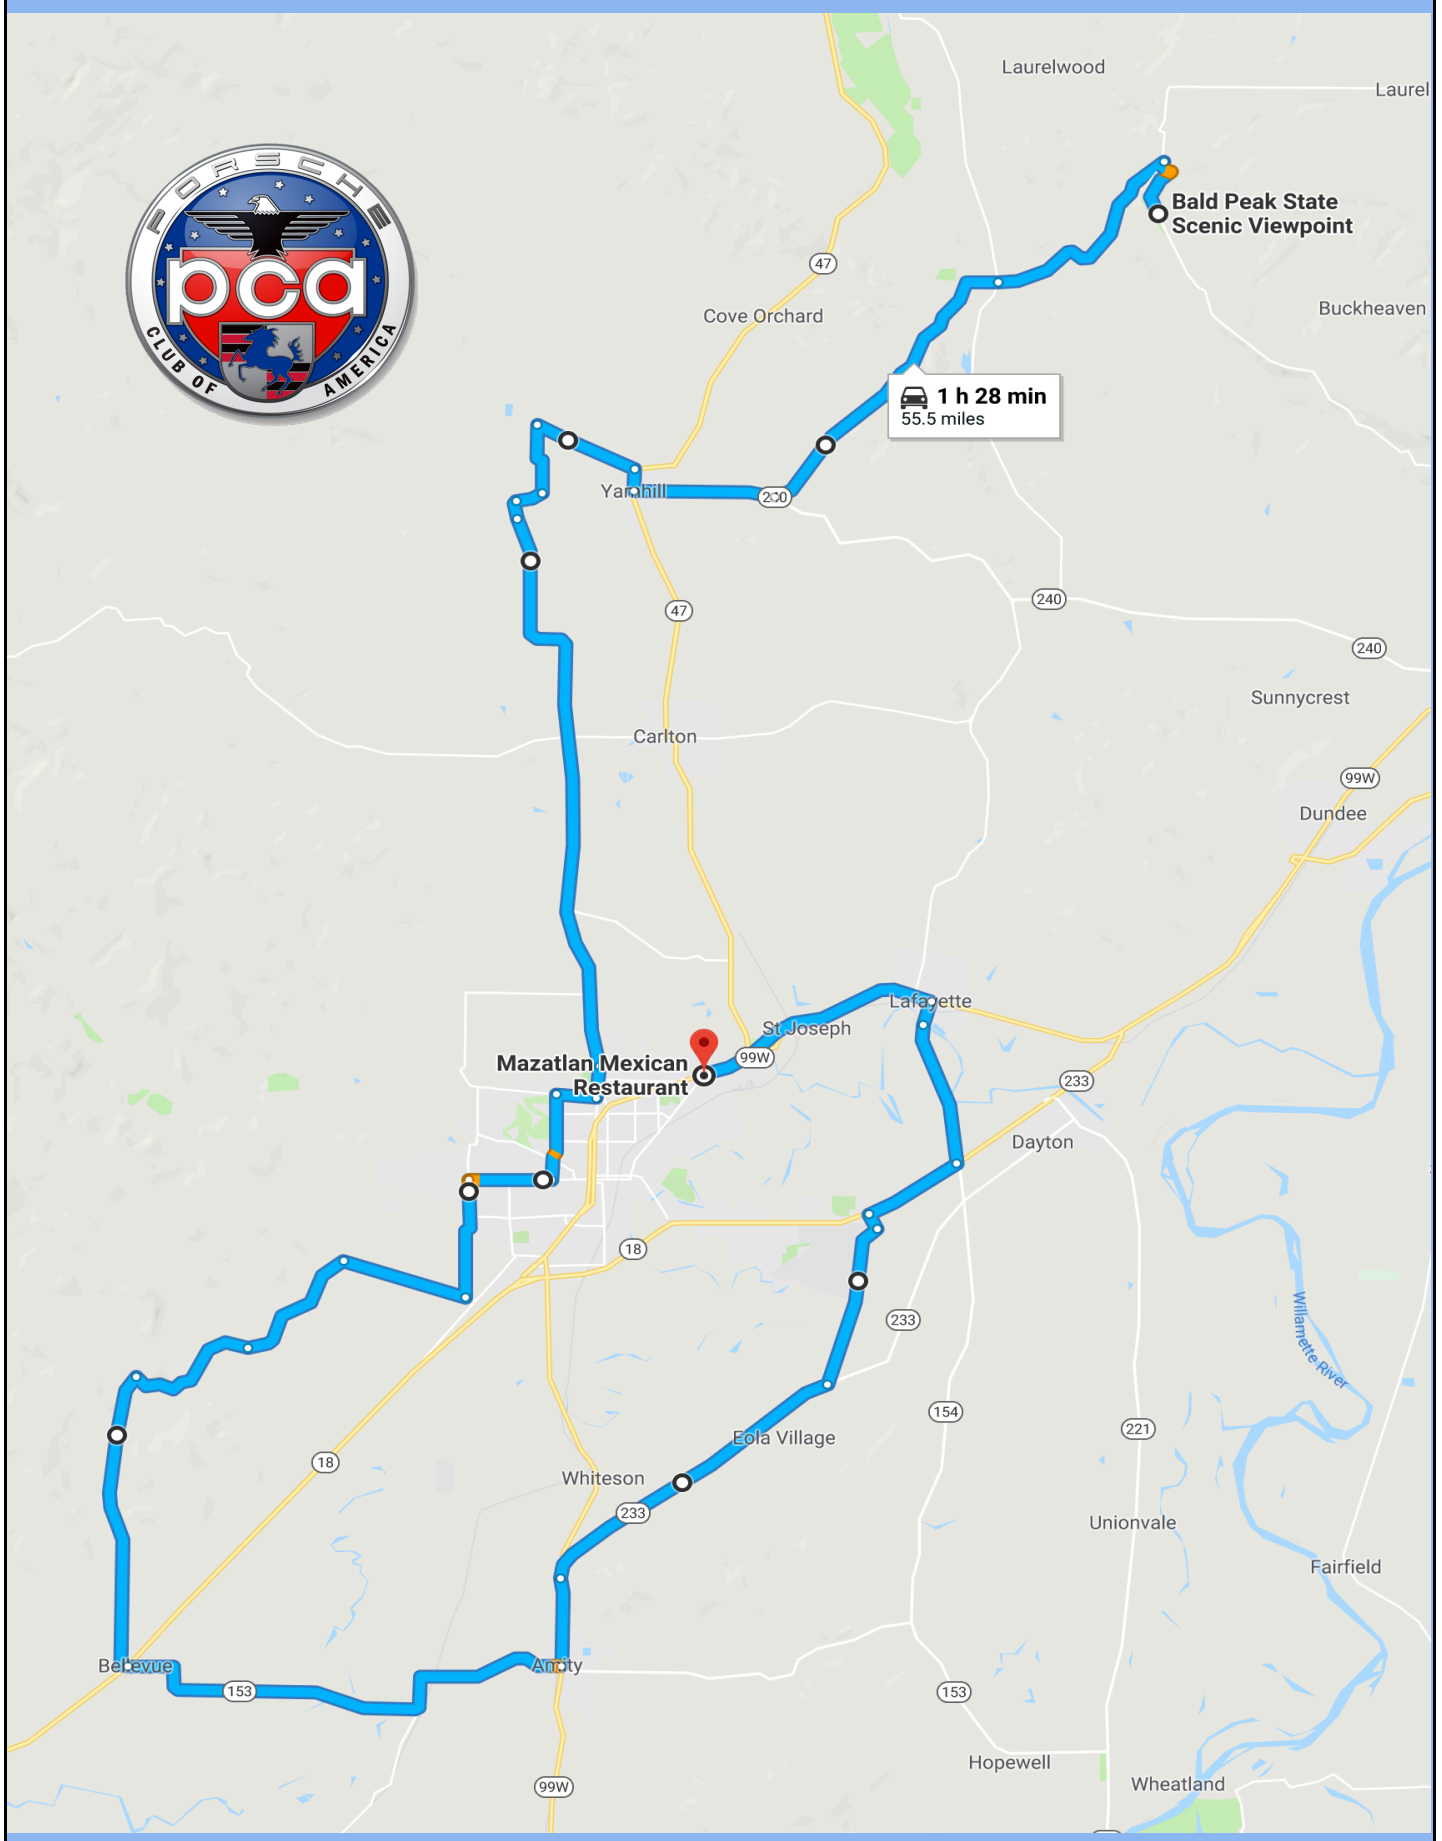 Laurelwood
Laurel
PORSCHE
pca
CLUB OF AMERICA
Bald Peak State
Scenic Viewpoint
47
Cove Orchard
Buckheaven
1 h 28 min
55.5 miles
Yamhill
240
47
240
240
Sunnycrest
Carlton
99W
Dundee
Lafayette
St Joseph
99W
Mazatlan Mexican
Restaurant
233
Dayton
18
233
Willamette River
154
221
Eola Village
18
Whiteson
233
Unionvale
Fairfield
Bellevue
Amity
153
153
Hopewell
99W
Wheatland